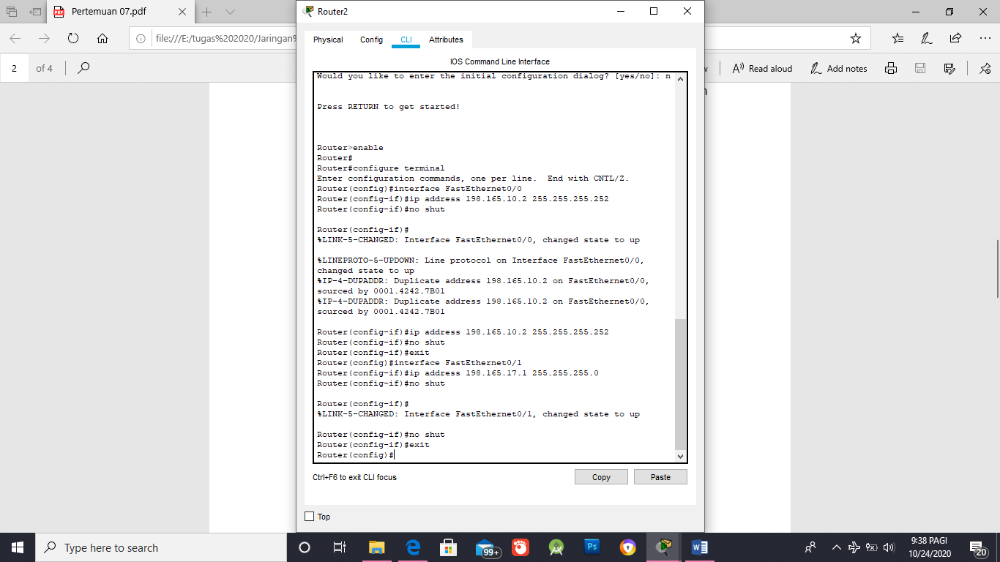 Pertemuan 07.pdf
file:///E:/tugas%202020/Jaringan%
2 of 4
Read aloud
Add notes
Router2
Physical Config CLI Attributes
IOS Command Line Interface
Would you like to enter the initial configuration dialog? [yes/no]: n
Press RETURN to get started!
Router>enable
Router#
Router#configure terminal
Enter configuration commands, one per line.  End with CNTL/Z.
Router(config)#interface FastEthernet0/0
Router(config-if)#ip address 198.165.10.2 255.255.255.252
Router(config-if)#no shut
Router(config-if)#
%LINK-5-CHANGED: Interface FastEthernet0/0, changed state to up
%LINEPROTO-5-UPDOWN: Line protocol on Interface FastEthernet0/0,
changed state to up
%IP-4-DUPADDR: Duplicate address 198.165.10.2 on FastEthernet0/0,
sourced by 0001.4242.7B01
%IP-4-DUPADDR: Duplicate address 198.165.10.2 on FastEthernet0/0,
sourced by 0001.4242.7B01
Router(config-if)#ip address 198.165.10.2 255.255.255.252
Router(config-if)#no shut
Router(config-if)#exit
Router(config)#interface FastEthernet0/1
Router(config-if)#ip address 198.165.17.1 255.255.255.0
Router(config-if)#no shut
Router(config-if)#
%LINK-5-CHANGED: Interface FastEthernet0/1, changed state to up
Router(config-if)#no shut
Router(config-if)#exit
Router(config)#
Ctrl+F6 to exit CLI focus
Copy
Paste
Top
Type here to search
99+
Ps
9:38 PAGI
10/24/2020
20